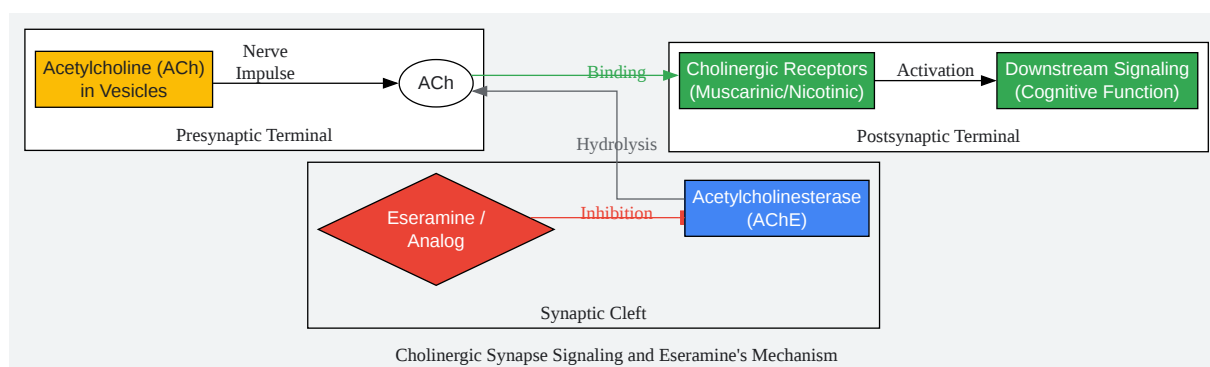 Acetylcholine (ACh)
in Vesicles
Nerve
Impulse
ACh
Presynaptic Terminal
Binding
Cholinergic Receptors
(Muscarinic/Nicotinic)
Activation
Downstream Signaling
(Cognitive Function)
Postsynaptic Terminal
Hydrolysis
Eseramine /
Analog
Inhibition
Acetylcholinesterase
(AChE)
Synaptic Cleft
Cholinergic Synapse Signaling and Eseramine's Mechanism